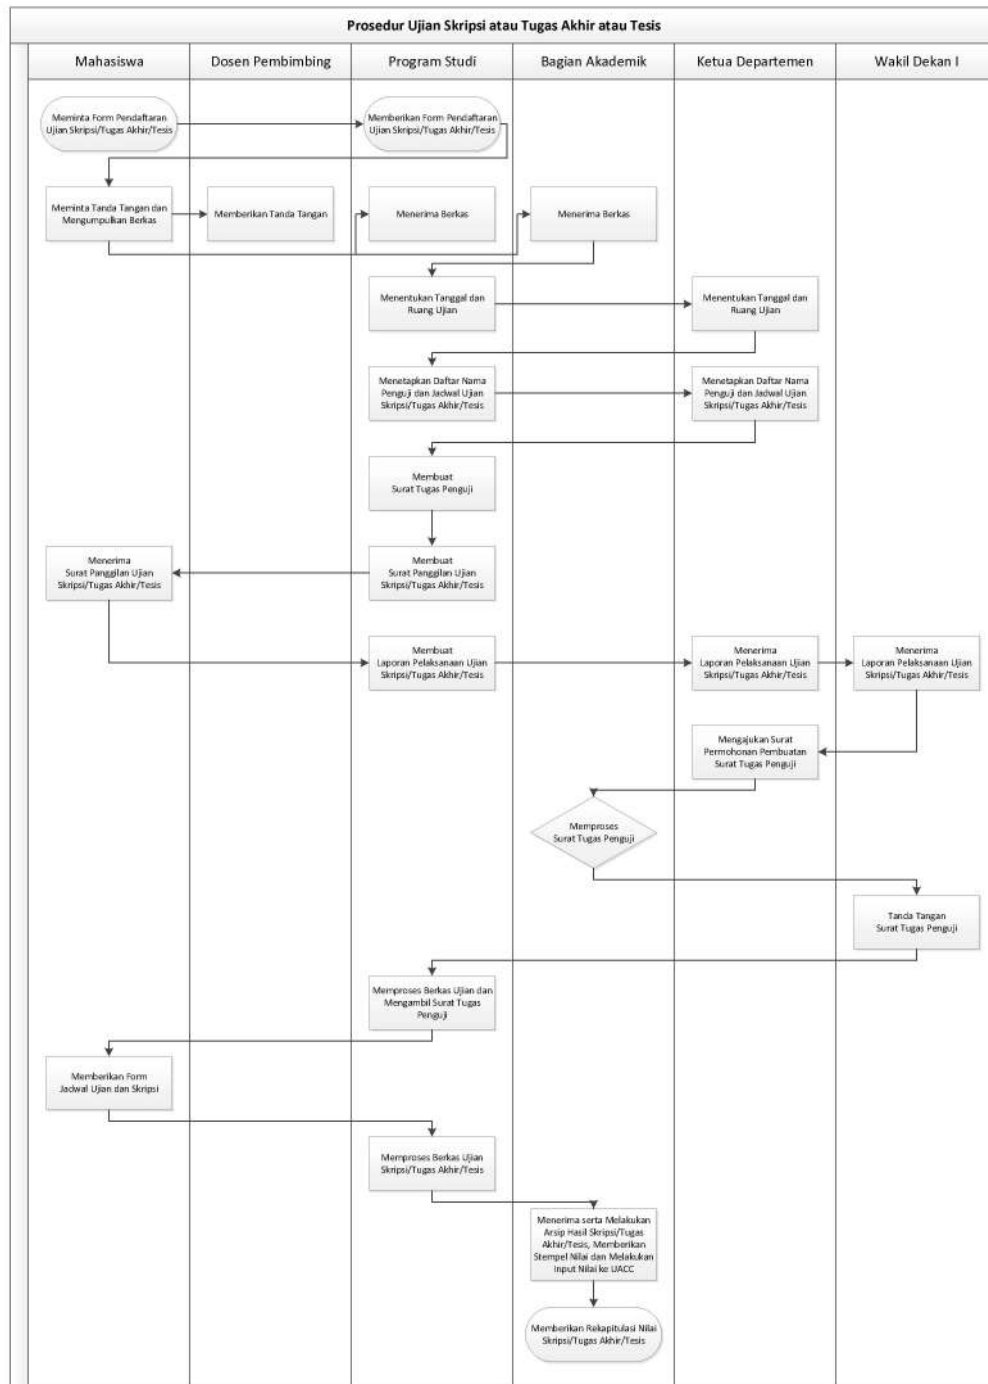 Prosedur Ujian Skripsi atau Tugas Akhir atau Tesis
Mahasiswa
Dosen Pembimbing
Program Studi
Bagian Akademik
Ketua Departemen
Wakil Dekan I
Meminta Form Pendaftaran
Ujian Skripsi/Tugas Akhir/Tesis
Memberikan Form Pendaftaran
Ujian Skripsi/Tugas Akhir/Tesis
Meminta Tanda Tangan dan
Mengumpulkan Berkas
Memberikan Tanda Tangan
Menerima Berkas
Menerima Berkas
Menentukan Tanggal dan
Ruang Ujian
Menentukan Tanggal dan
Ruang Ujian
Menetapkan Daftar Nama
Penguji dan Jadwal Ujian
Skripsi/Tugas Akhir/Tesis
Menetapkan Daftar Nama
Penguji dan Jadwal Ujian
Skripsi/Tugas Akhir/Tesis
Membuat
Surat Tugas Penguji
Menerima
Surat Panggilan Ujian
Skripsi/Tugas Akhir/Tesis
Membuat
Surat Panggilan Ujian
Skripsi/Tugas Akhir/Tesis
Membuat
Laporan Pelaksanaan Ujian
Skripsi/Tugas Akhir/Tesis
Menerima
Laporan Pelaksanaan Ujian
Skripsi/Tugas Akhir/Tesis
Menerima
Laporan Pelaksanaan Ujian
Skripsi/Tugas Akhir/Tesis
Mengajukan Surat
Permohonan Pembuatan
Surat Tugas Penguji
Memproses
Surat Tugas Penguji
Tanda Tangan
Surat Tugas Penguji
Memproses Berkas Ujian dan
Mengambil Surat Tugas
Penguji
Memberikan Form
Jadwal Ujian dan Skripsi
Memproses Berkas Ujian
Skripsi/Tugas Akhir/Tesis
Menerima serta Melakukan
Arsip Hasil Skripsi/Tugas
Akhir/Tesis, Memberikan
Stempel Nilai dan Melakukan
Input Nilai ke UACC
Memberikan Rekapitulasi Nilai
Skripsi/Tugas Akhir/Tesis